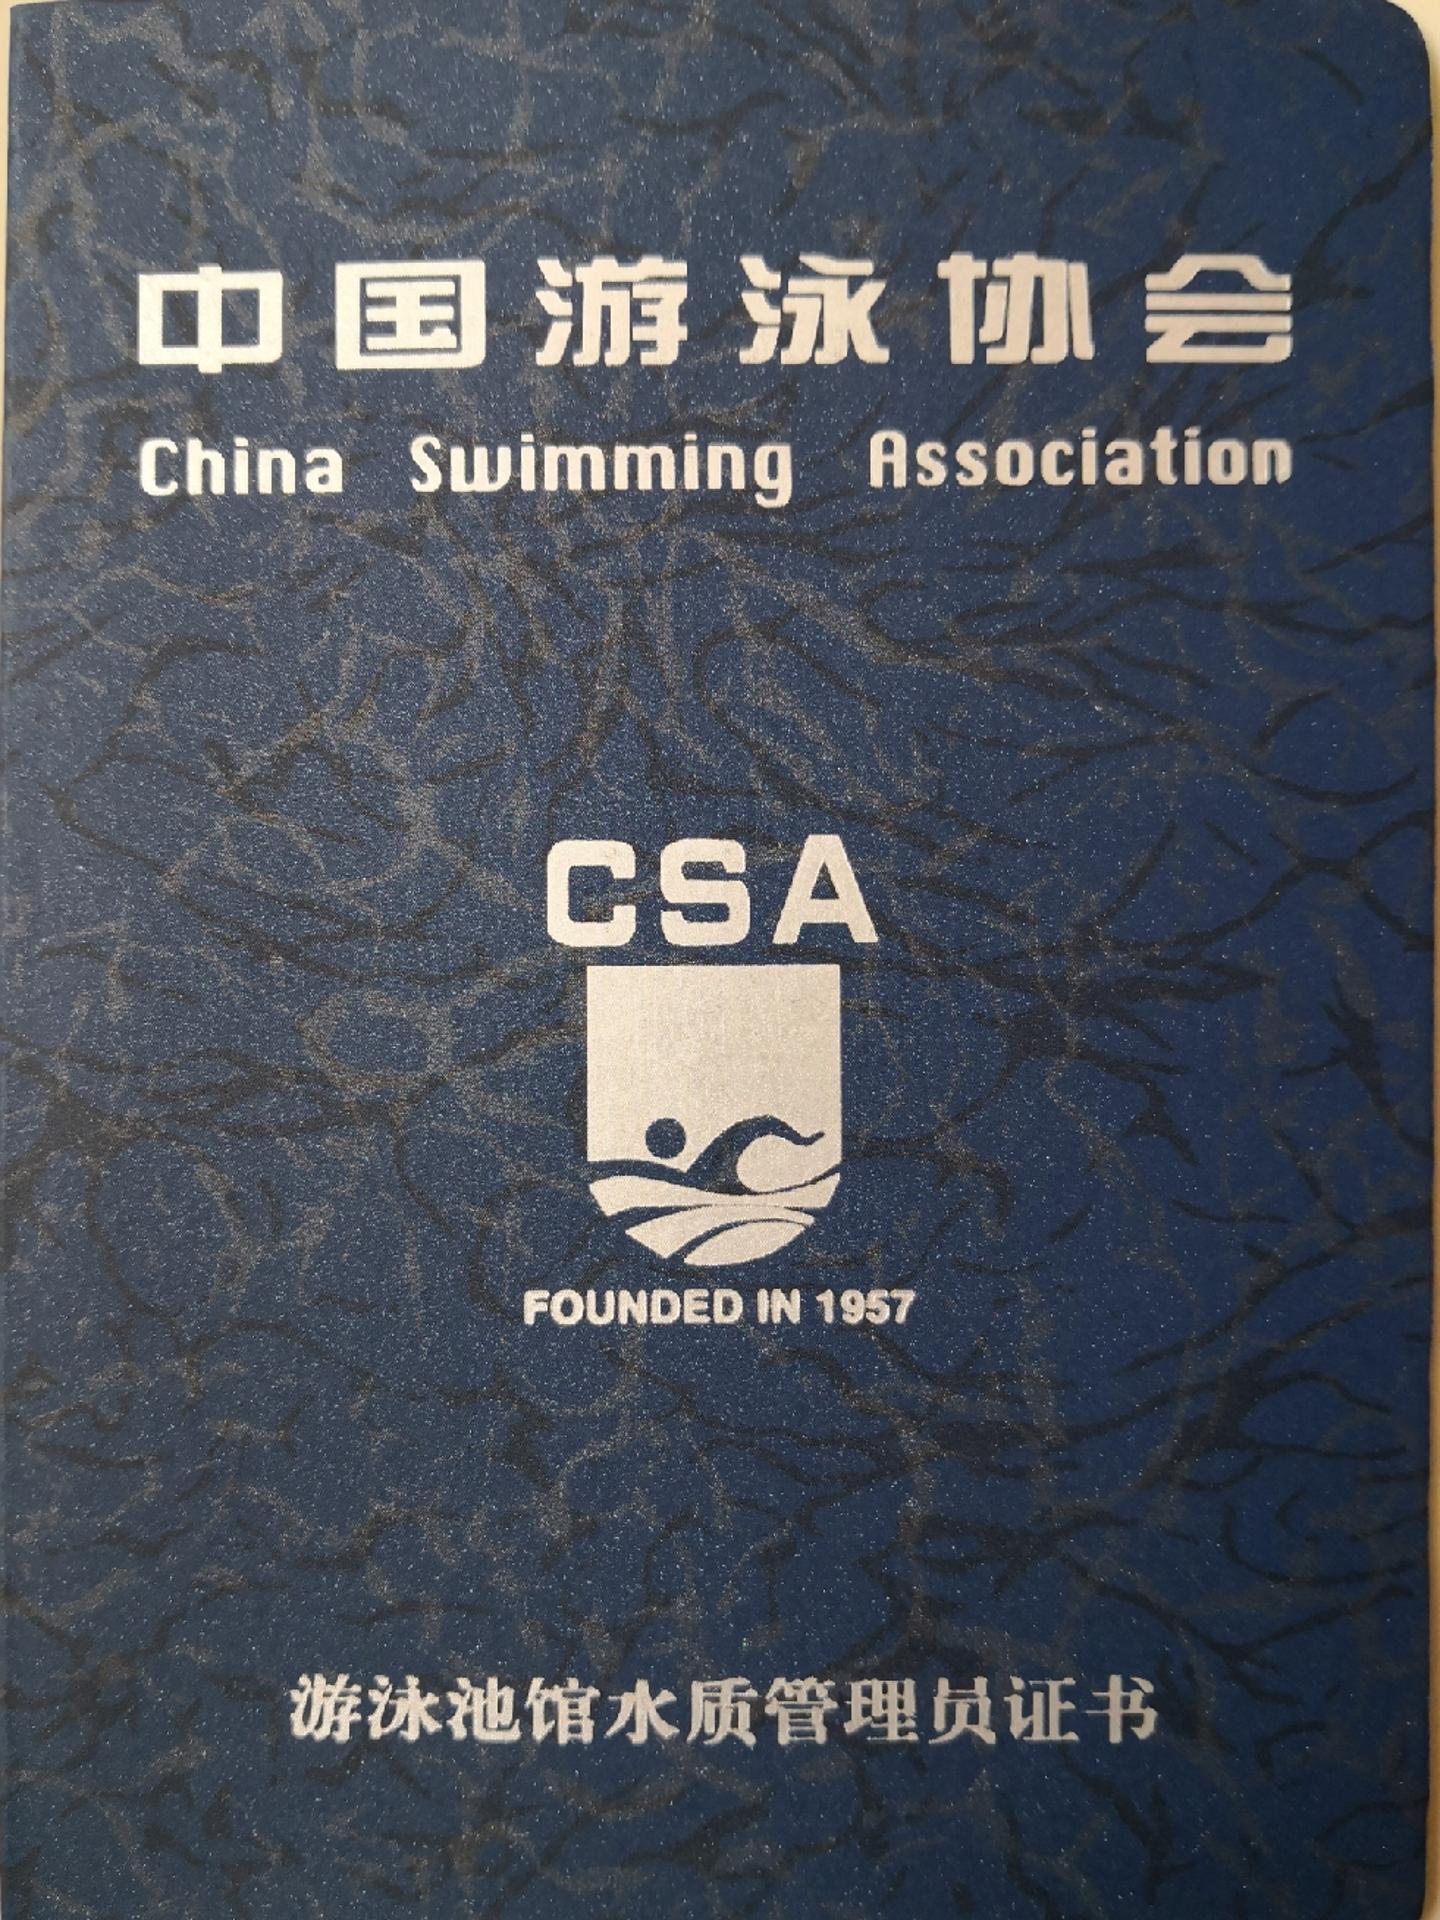 中国游泳协会
China Swimming Association
CSA
FOUNDED IN 1957
游泳池馆水质管理员证书